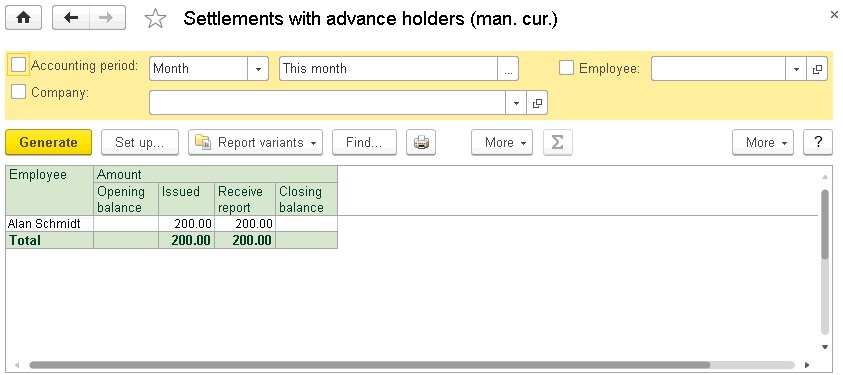 Settlements with advance holders (man. cur.)
Accounting period: Month This month ... Employee:
Company:
Generate Set up... Report variants Find... More Σ More ?
Employee Amount
Opening balance Issued Receive report Closing balance
Alan Schmidt 200.00 200.00
Total 200.00 200.00